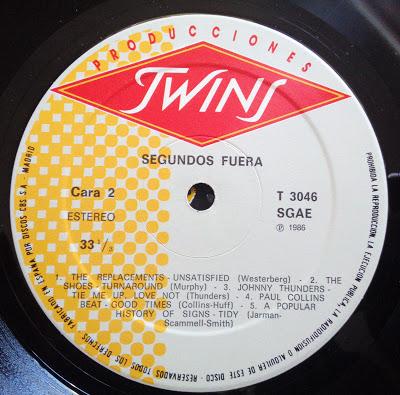 PRODUCCIONES
TWINS
SEGUNDOS FUERA
Cara 2
ESTEREO
33 1/3
T 3046
SGAE
Ⓟ 1986
1. THE REPLACEMENTS - UNSATISFIED (Westerberg) - 2. THE
SHOES - TURNAROUND (Murphy) - 3. JOHNNY THUNDERS -
TIE ME UP. LOVE NOT (Thunders) - 4. PAUL COLLINS
BEAT - GOOD TIMES (Collins-Huff) - 5. A POPULAR
HISTORY OF SIGNS - TIDY (Jarman-
Scammell-Smith)
FABRICADO EN ESPAÑA POR DISCOS CBS S.A. - MADRID
PROHIBIDA LA REPRODUCCION, LA EJECUCION PUBLICA, LA RADIODIFUSION O ALQUILER DE ESTE DISCO - RESERVADOS TODOS LOS DERECHOS